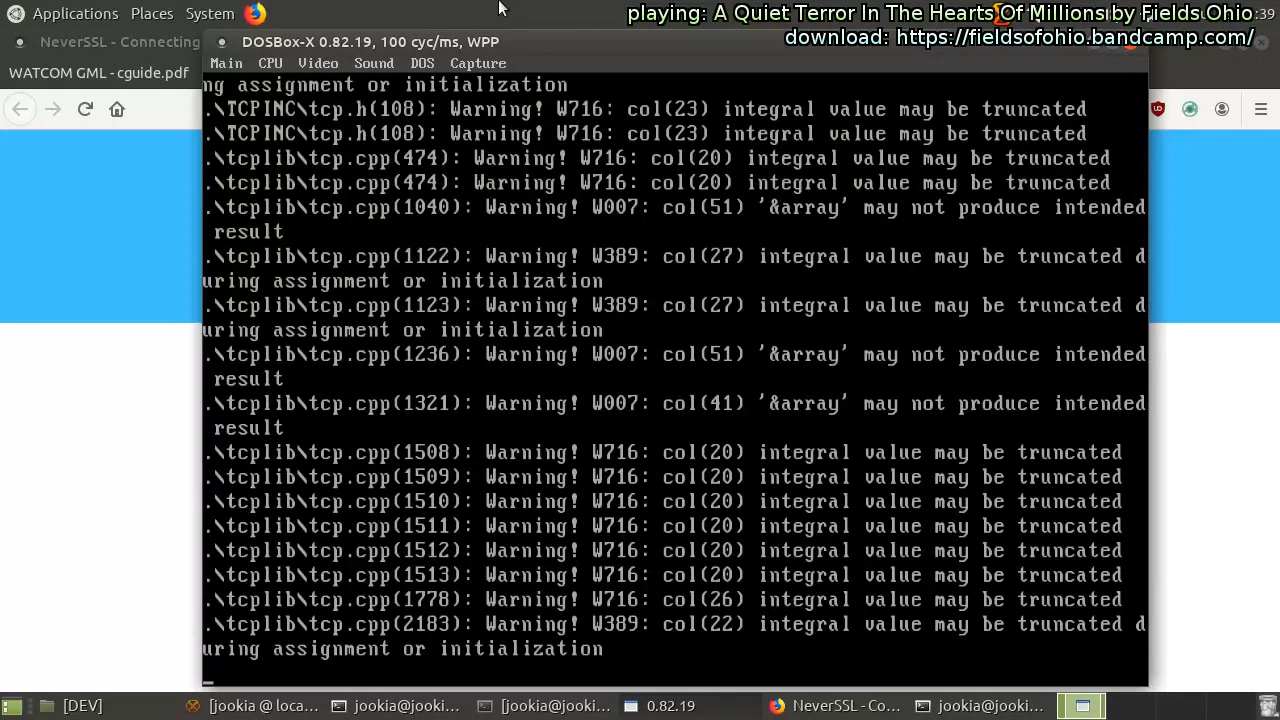 Applications Places System
playing: A Quiet Terror In The Hearts Of Millions by Fields Ohio
:39
NeverSSL - Connecting
DOSBox-X 0.82.19, 100 cyc/ms, WPP
download: https://fieldsofohio.bandcamp.com/
WATCOM GML - cguide.pdf
Main CPU Video Sound DOS Capture
ng assignment or initialization
.\TCPINC\tcp.h(108): Warning! W716: col(23) integral value may be truncated
.\TCPINC\tcp.h(108): Warning! W716: col(23) integral value may be truncated
.\tcplib\tcp.cpp(474): Warning! W716: col(20) integral value may be truncated
.\tcplib\tcp.cpp(474): Warning! W716: col(20) integral value may be truncated
.\tcplib\tcp.cpp(1040): Warning! W007: col(51) '&array' may not produce intended
 result
.\tcplib\tcp.cpp(1122): Warning! W389: col(27) integral value may be truncated d
uring assignment or initialization
.\tcplib\tcp.cpp(1123): Warning! W389: col(27) integral value may be truncated d
uring assignment or initialization
.\tcplib\tcp.cpp(1236): Warning! W007: col(51) '&array' may not produce intended
 result
.\tcplib\tcp.cpp(1321): Warning! W007: col(41) '&array' may not produce intended
 result
.\tcplib\tcp.cpp(1508): Warning! W716: col(20) integral value may be truncated
.\tcplib\tcp.cpp(1509): Warning! W716: col(20) integral value may be truncated
.\tcplib\tcp.cpp(1510): Warning! W716: col(20) integral value may be truncated
.\tcplib\tcp.cpp(1511): Warning! W716: col(20) integral value may be truncated
.\tcplib\tcp.cpp(1512): Warning! W716: col(20) integral value may be truncated
.\tcplib\tcp.cpp(1513): Warning! W716: col(20) integral value may be truncated
.\tcplib\tcp.cpp(1778): Warning! W716: col(26) integral value may be truncated
.\tcplib\tcp.cpp(2183): Warning! W389: col(22) integral value may be truncated d
uring assignment or initialization
_
[DEV] [jookia @ loca... jookia@jooki... [jookia@jooki... 0.82.19 NeverSSL - Co... jookia@jooki...